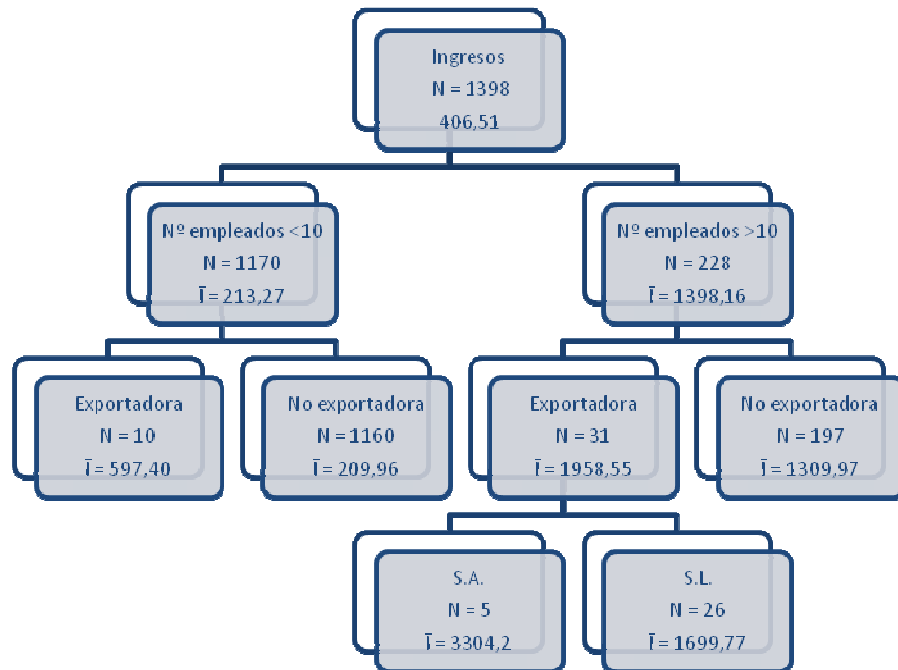 Ingresos
N = 1398
406,51
Nº empleados <10
N = 1170
Ī = 213,27
Nº empleados >10
N = 228
Ī = 1398,16
Exportadora
N = 10
Ī = 597,40
No exportadora
N = 1160
Ī = 209,96
Exportadora
N = 31
Ī = 1958,55
No exportadora
N = 197
Ī = 1309,97
S.A.
N = 5
Ī = 3304,2
S.L.
N = 26
Ī = 1699,77